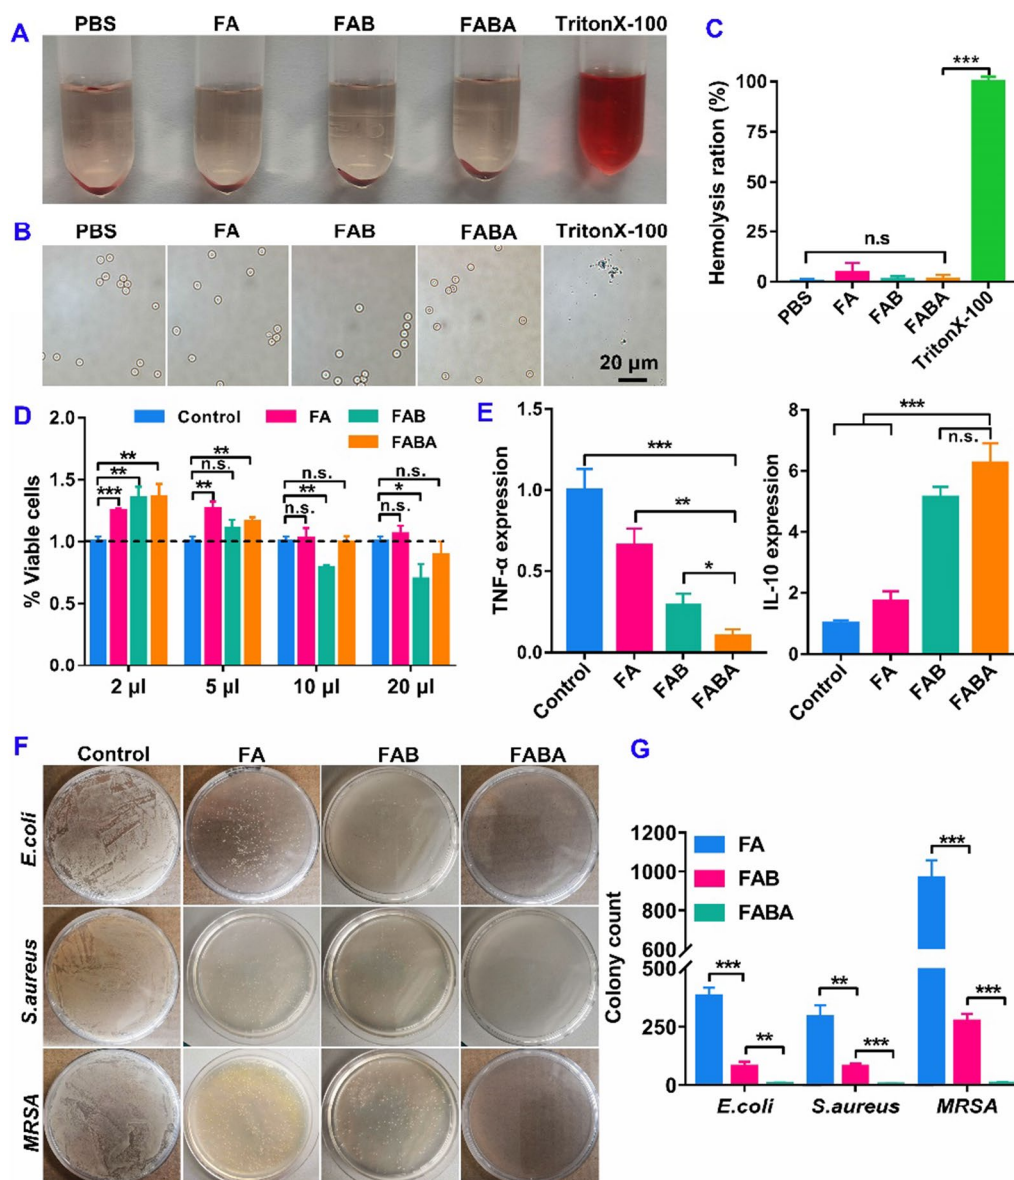 A
PBS
FA
FAB
FABA
TritonX-100
B
PBS
FA
FAB
FABA
TritonX-100
20 µm
C
Hemolysis ration (%)
100
75
50
25
0
***
n.s
PBS
FA
FAB
FABA
TritonX-100
D
Control
FA
FAB
FABA
% Viable cells
2.0
1.5
1.0
0.5
0.0
**
**
***
**
n.s.
**
n.s.
**
n.s.
n.s.
*
n.s.
2 µl
5 µl
10 µl
20 µl
E
TNF-α expression
1.5
1.0
0.5
0.0
***
**
*
Control
FA
FAB
FABA
IL-10 expression
8
6
4
2
0
***
n.s.
Control
FA
FAB
FABA
F
Control
FA
FAB
FABA
E.coli
S.aureus
MRSA
G
Colony count
1200
1000
800
600
500
250
0
FA
FAB
FABA
***
**
**
***
***
***
E.coli
S.aureus
MRSA